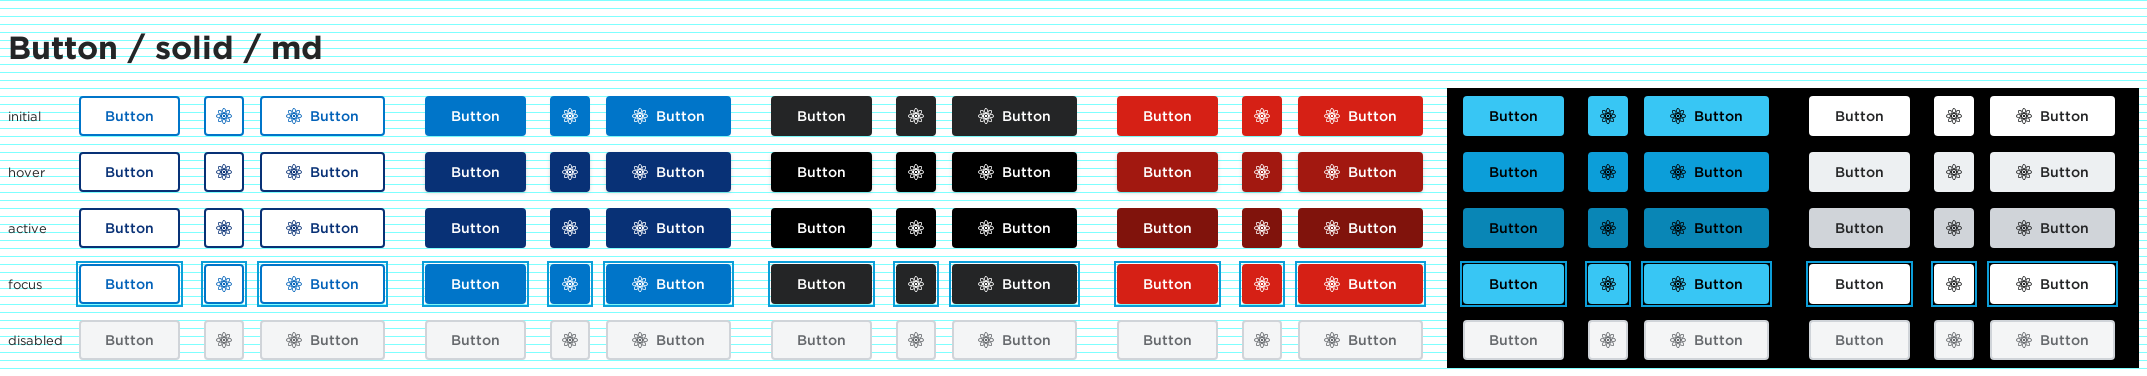 Button / solid / md
initial Button Button Button Button Button Button Button Button Button Button Button Button
hover Button Button Button Button Button Button Button Button Button Button Button Button
active Button Button Button Button Button Button Button Button Button Button Button Button
focus Button Button Button Button Button Button Button Button Button Button Button Button
disabled Button Button Button Button Button Button Button Button Button Button Button Button